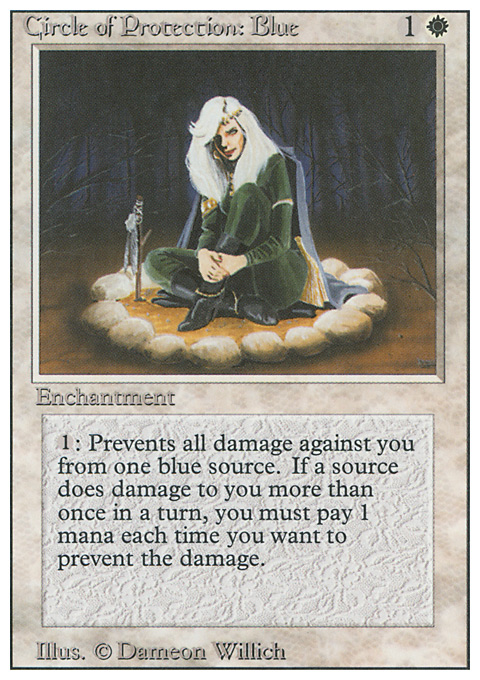 Circle of Protection: Blue 1
Enchantment
1: Prevents all damage against you
from one blue source. If a source
does damage to you more than
once in a turn, you must pay 1
mana each time you want to
prevent the damage.
Illus. © Dameon Willich